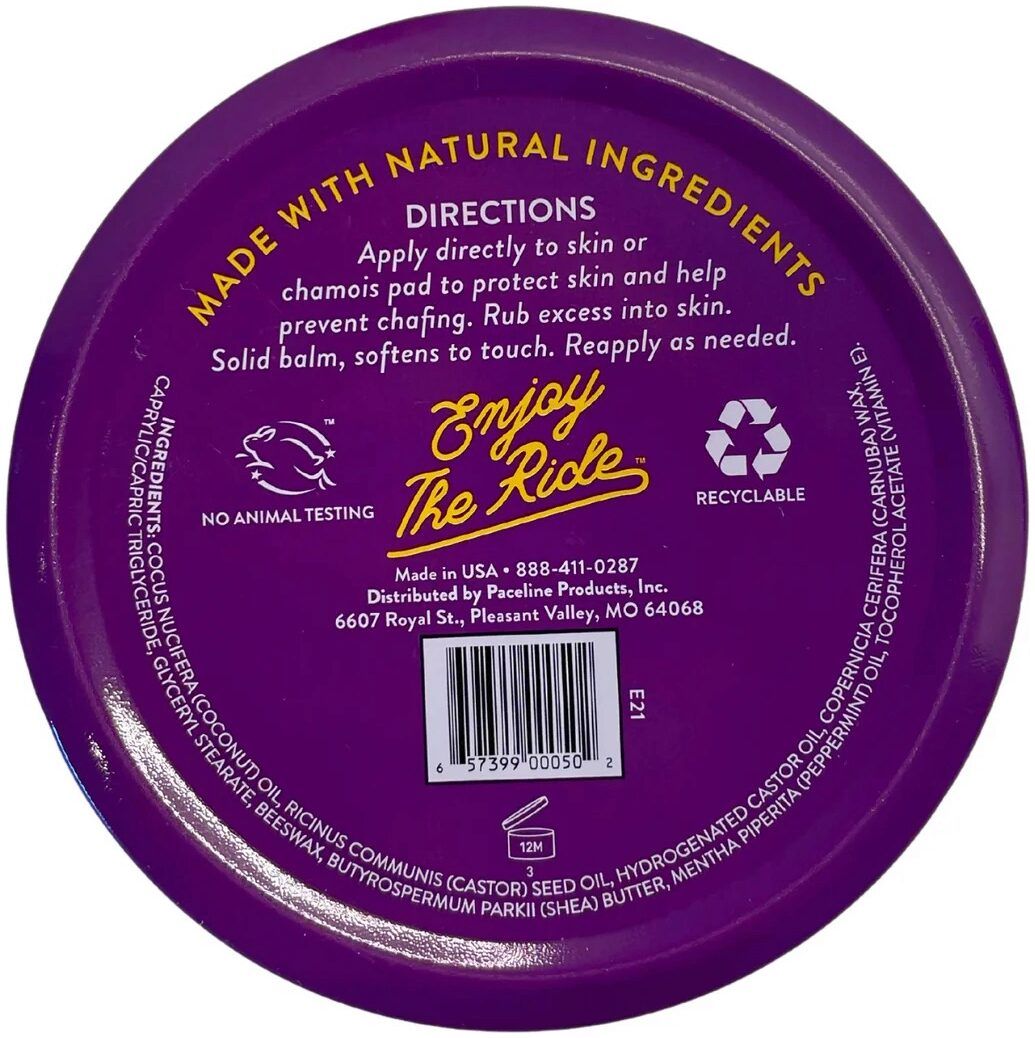 MADE WITH NATURAL INGREDIENTS
DIRECTIONS
Apply directly to skin or
chamois pad to protect skin and help
prevent chafing. Rub excess into skin.
Solid balm, softens to touch. Reapply as needed.
Enjoy
The Ride™
™
NO ANIMAL TESTING
RECYCLABLE
Made in USA • 888-411-0287
Distributed by Paceline Products, Inc.
6607 Royal St., Pleasant Valley, MO 64068
E21
6 57399 00050 2
12M
3
INGREDIENTS: COCUS NUCIFERA (COCONUT) OIL, RICINUS COMMUNIS (CASTOR) SEED OIL, HYDROGENATED CASTOR OIL, COPERNICIA CERIFERA (CARNUBA) WAX,
CAPRYLIC/CAPRIC TRIGLYCERIDE, GLYCERYL STEARATE, BEESWAX, BUTYROSPERMUM PARKII (SHEA) BUTTER, MENTHA PIPERITA (PEPPERMINT) OIL, TOCOPHEROL ACETATE (VITAMIN E).